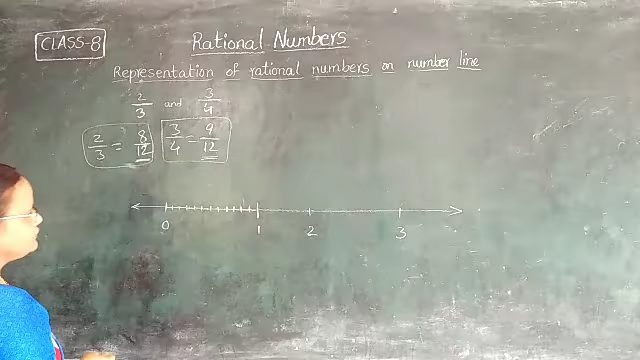 CLASS-8
Rational Numbers
Representation of rational numbers on number line
2/3 and 3/4
2/3 = 8/12 3/4 = 9/12
0 1 2 3